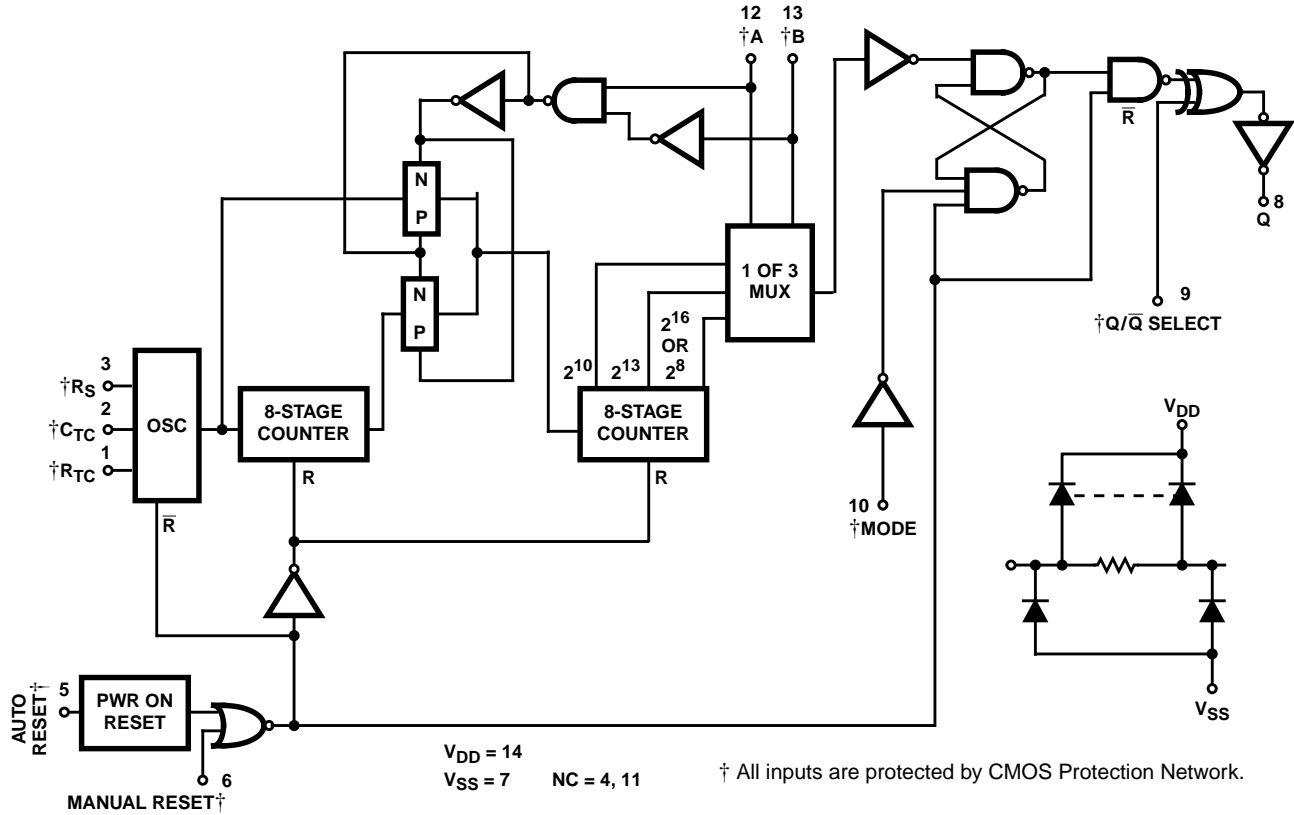 12 13
†A †B
N
P
N
P
R̅
8
Q
9
†Q/Q̅ SELECT
1 OF 3
MUX
2^16
OR
2^10 2^13 2^8
3
†R_S
2
†C_TC
1
†R_TC
OSC
R̅
8-STAGE
COUNTER
R
8-STAGE
COUNTER
R
10
†MODE
V_DD
V_SS
AUTO
RESET†
5
PWR ON
RESET
6
MANUAL RESET†
V_DD = 14
V_SS = 7 NC = 4, 11
† All inputs are protected by CMOS Protection Network.